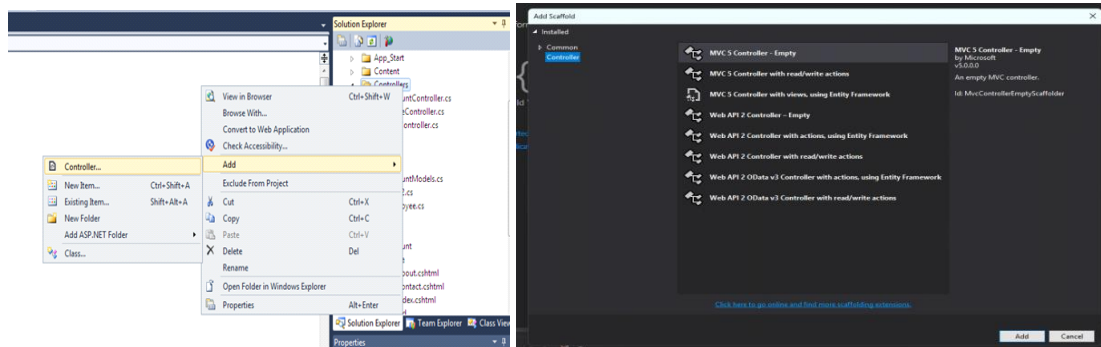 Solution Explorer
App_Start
Content
Controllers
View in Browser Ctrl+Shift+W
Browse With...
Convert to Web Application
Check Accessibility...
Add
Exclude From Project
Cut Ctrl+X
Copy Ctrl+C
Paste Ctrl+V
Delete Del
Rename
Open Folder in Windows Explorer
Properties Alt+Enter
Controller...
New Item... Ctrl+Shift+A
Existing Item... Shift+Alt+A
New Folder
Add ASP.NET Folder
Class...
untController.cs
eController.cs
ontroller.cs
untModels.cs
.cs
oyee.cs
unt
out.cshtml
ontact.cshtml
dex.cshtml
Solution Explorer Team Explorer Class View
Properties
Add Scaffold
Installed
Common
Controller
MVC 5 Controller - Empty
MVC 5 Controller with read/write actions
MVC 5 Controller with views, using Entity Framework
Web API 2 Controller - Empty
Web API 2 Controller with actions, using Entity Framework
Web API 2 Controller with read/write actions
Web API 2 OData v3 Controller with actions, using Entity Framework
Web API 2 OData v3 Controller with read/write actions
MVC 5 Controller - Empty
by Microsoft
v5.0.0.0
An empty MVC controller.
Id: MvcControllerEmptyScaffolder
Click here to go online and find more scaffolding extensions.
Add Cancel